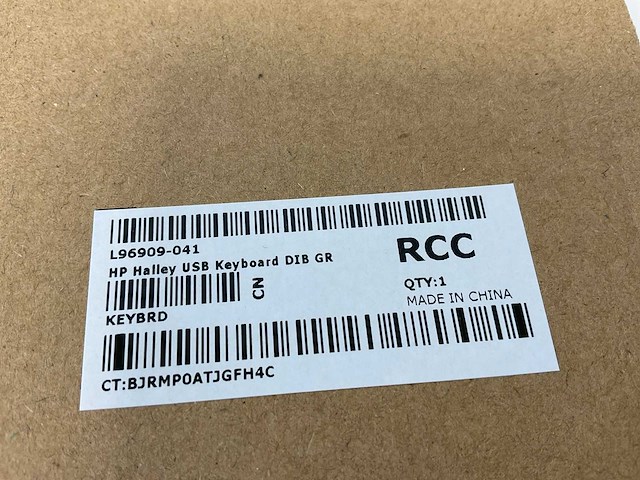 L96909-041
HP Halley USB Keyboard DIB GR
RCC
CN
QTY:1
MADE IN CHINA
KEYBRD
CT:BJRMP0ATJGFH4C